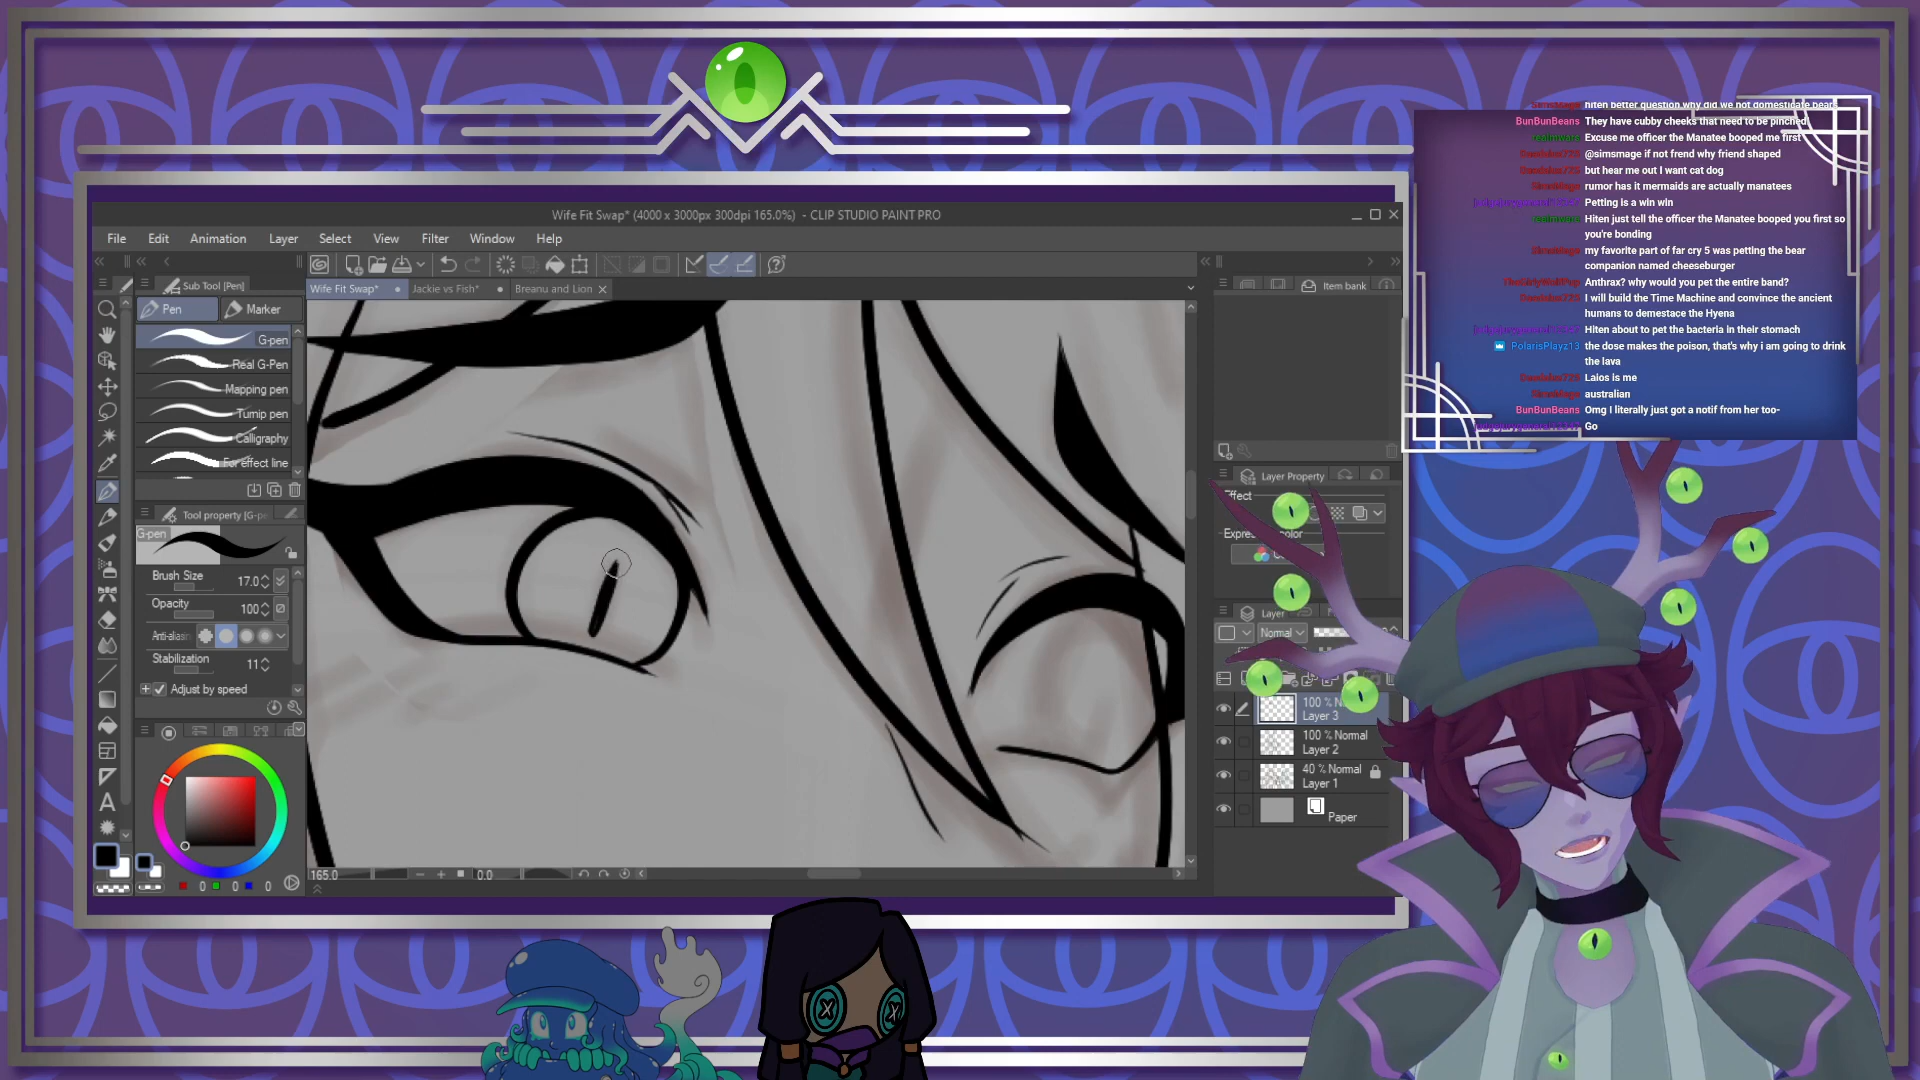 Wife Fit Swap* (4000 x 3000px 300dpi 165.0%) - CLIP STUDIO PAINT PRO
File Edit Animation Layer Select View Filter Window Help
Sub Tool [Pen]
Wife Fit Swap* Jackie vs Fish* Breanu and Lion
Item bank
Pen Marker
G-pen
Real G-Pen
Mapping pen
Turnip pen
Calligraphy
For effect line
Tool property [G-pe
G-pen
Brush Size 17.0
Opacity 100
Anti-aliasin
Stabilization 11
Adjust by speed
0 0 0
165.0 0.0
Layer Property
Effect
Layer
Normal
Layer 3
100 % Normal
Layer 2
40 % Normal
Layer 1
Paper
SimsMage hiten better question why did we not domesticate bears
BunBunBeans They have cubby cheeks that need to be pinched
Excuse me officer the Manatee booped me first
@simsmage if not frend why friend shaped
but hear me out I want cat dog
SimsMage rumor has it mermaids are actually manatees
Petting is a win win
Hiten just tell the officer the Manatee booped you first so
you're bonding
SimsMage my favorite part of far cry 5 was petting the bear
companion named cheeseburger
Anthrax? why would you pet the entire band?
I will build the Time Machine and convince the ancient
humans to demestace the Hyena
Hiten about to pet the bacteria in their stomach
PolarisPlayz13 the dose makes the poison, that's why i am going to drink
the lava
Laios is me
SimsMage australian
BunBunBeans Omg I literally just got a notif from her too-
Go